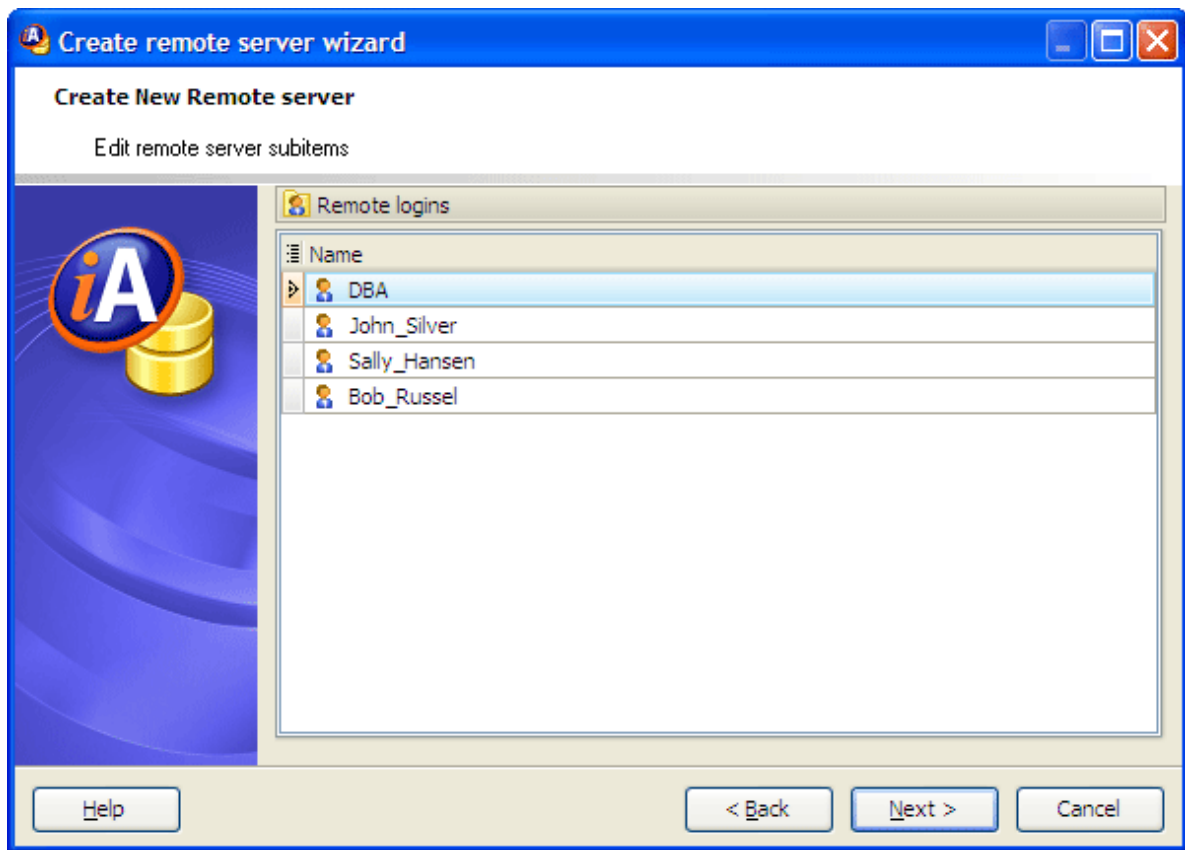 Create remote server wizard
Create New Remote server
Edit remote server subitems
iA
Remote logins
Name
DBA
John_Silver
Sally_Hansen
Bob_Russel
Help
< Back
Next >
Cancel